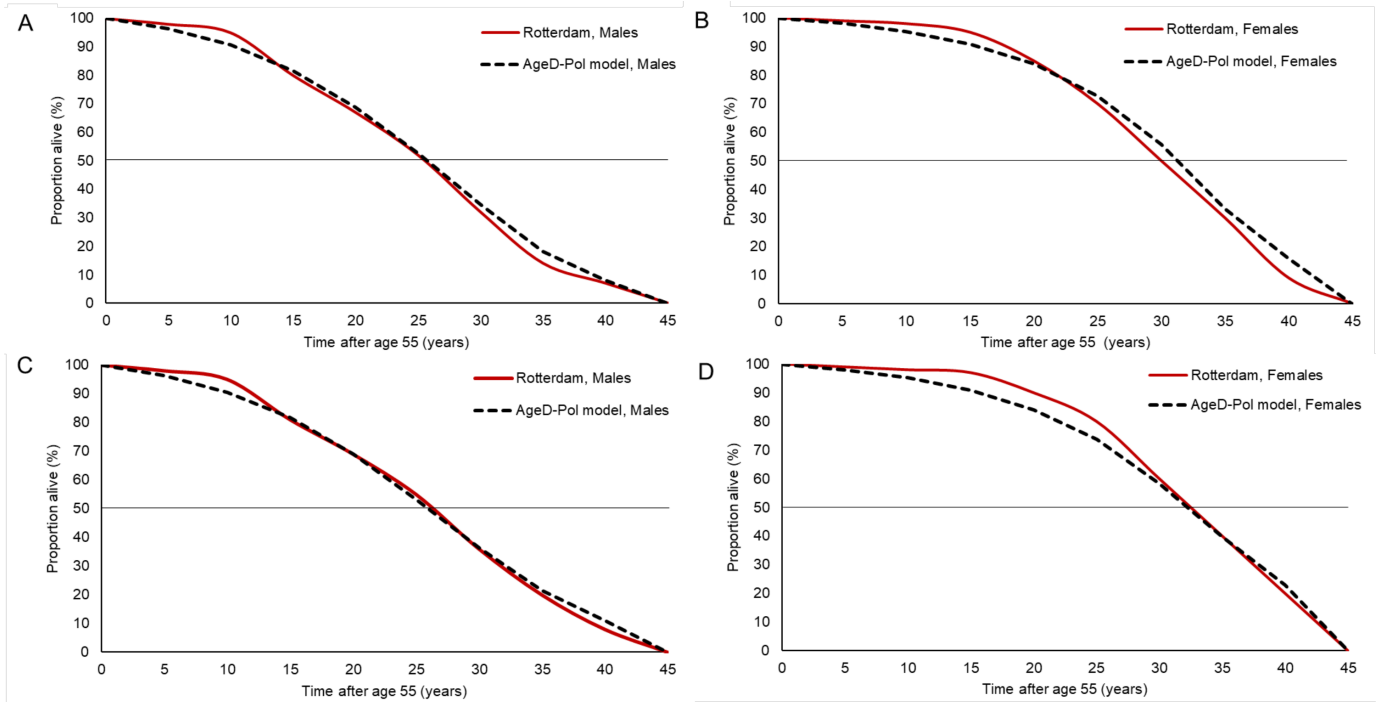 A
Proportion alive (%)
100
90
80
70
60
50
40
30
20
10
0
Rotterdam, Males
AgeD-Pol model, Males
0 5 10 15 20 25 30 35 40 45
Time after age 55 (years)
B
Proportion alive (%)
100
90
80
70
60
50
40
30
20
10
0
Rotterdam, Females
AgeD-Pol model, Females
0 5 10 15 20 25 30 35 40 45
Time after age 55 (years)
C
Proportion alive (%)
100
90
80
70
60
50
40
30
20
10
0
Rotterdam, Males
AgeD-Pol model, Males
0 5 10 15 20 25 30 35 40 45
Time after age 55 (years)
D
Proportion alive (%)
100
90
80
70
60
50
40
30
20
10
0
Rotterdam, Females
AgeD-Pol model, Females
0 5 10 15 20 25 30 35 40 45
Time after age 55 (years)